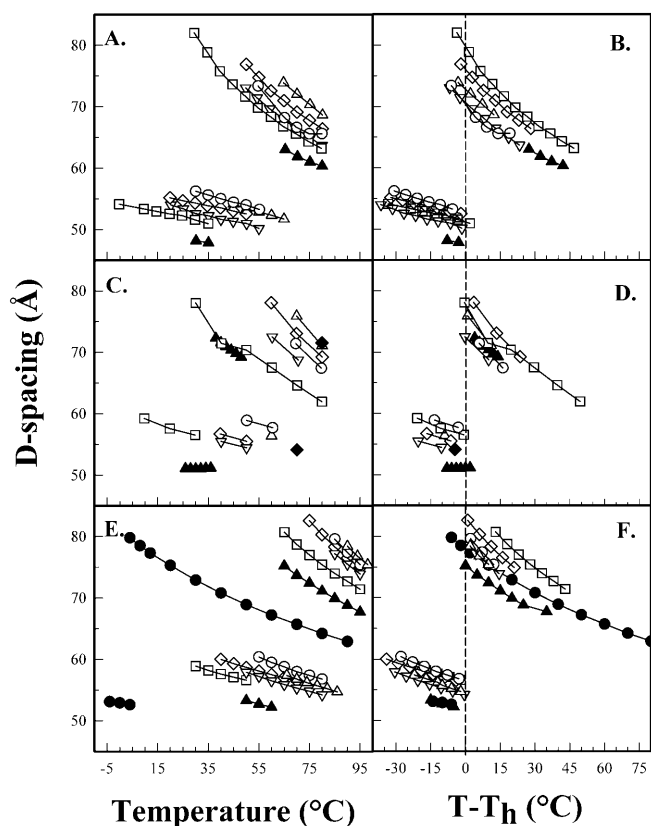 A.
B.
80
70
60
50
C.
D.
80
70
60
50
E.
F.
80
70
60
50
D-spacing (Å)
-5 15 35 55 75 95
-30 -15 0 15 30 45 60 75
Temperature (°C)
T-Th (°C)